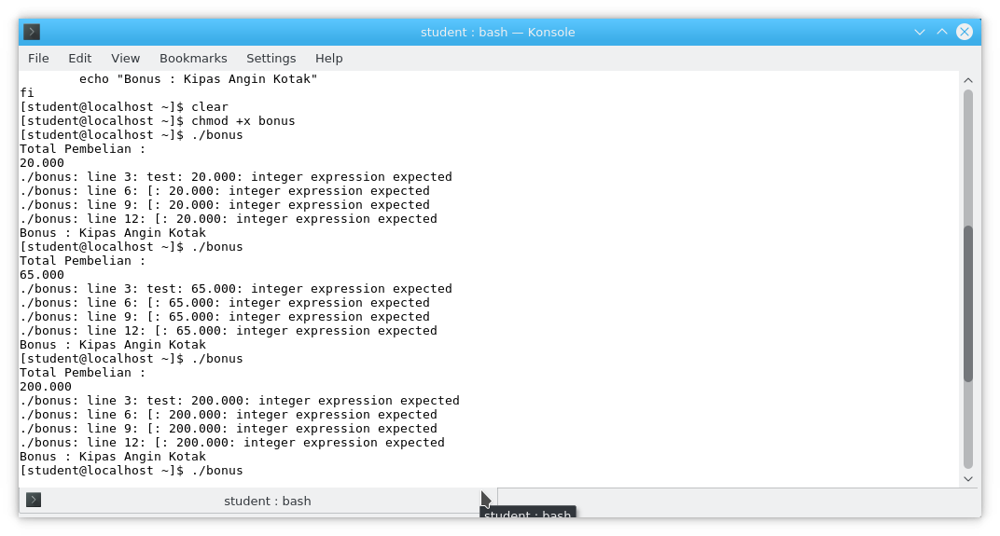 student : bash — Konsole
File Edit View Bookmarks Settings Help
        echo "Bonus : Kipas Angin Kotak"
fi
[student@localhost ~]$ clear
[student@localhost ~]$ chmod +x bonus
[student@localhost ~]$ ./bonus
Total Pembelian :
20.000
./bonus: line 3: test: 20.000: integer expression expected
./bonus: line 6: [: 20.000: integer expression expected
./bonus: line 9: [: 20.000: integer expression expected
./bonus: line 12: [: 20.000: integer expression expected
Bonus : Kipas Angin Kotak
[student@localhost ~]$ ./bonus
Total Pembelian :
65.000
./bonus: line 3: test: 65.000: integer expression expected
./bonus: line 6: [: 65.000: integer expression expected
./bonus: line 9: [: 65.000: integer expression expected
./bonus: line 12: [: 65.000: integer expression expected
Bonus : Kipas Angin Kotak
[student@localhost ~]$ ./bonus
Total Pembelian :
200.000
./bonus: line 3: test: 200.000: integer expression expected
./bonus: line 6: [: 200.000: integer expression expected
./bonus: line 9: [: 200.000: integer expression expected
./bonus: line 12: [: 200.000: integer expression expected
Bonus : Kipas Angin Kotak
[student@localhost ~]$ ./bonus
student : bash
student : bash